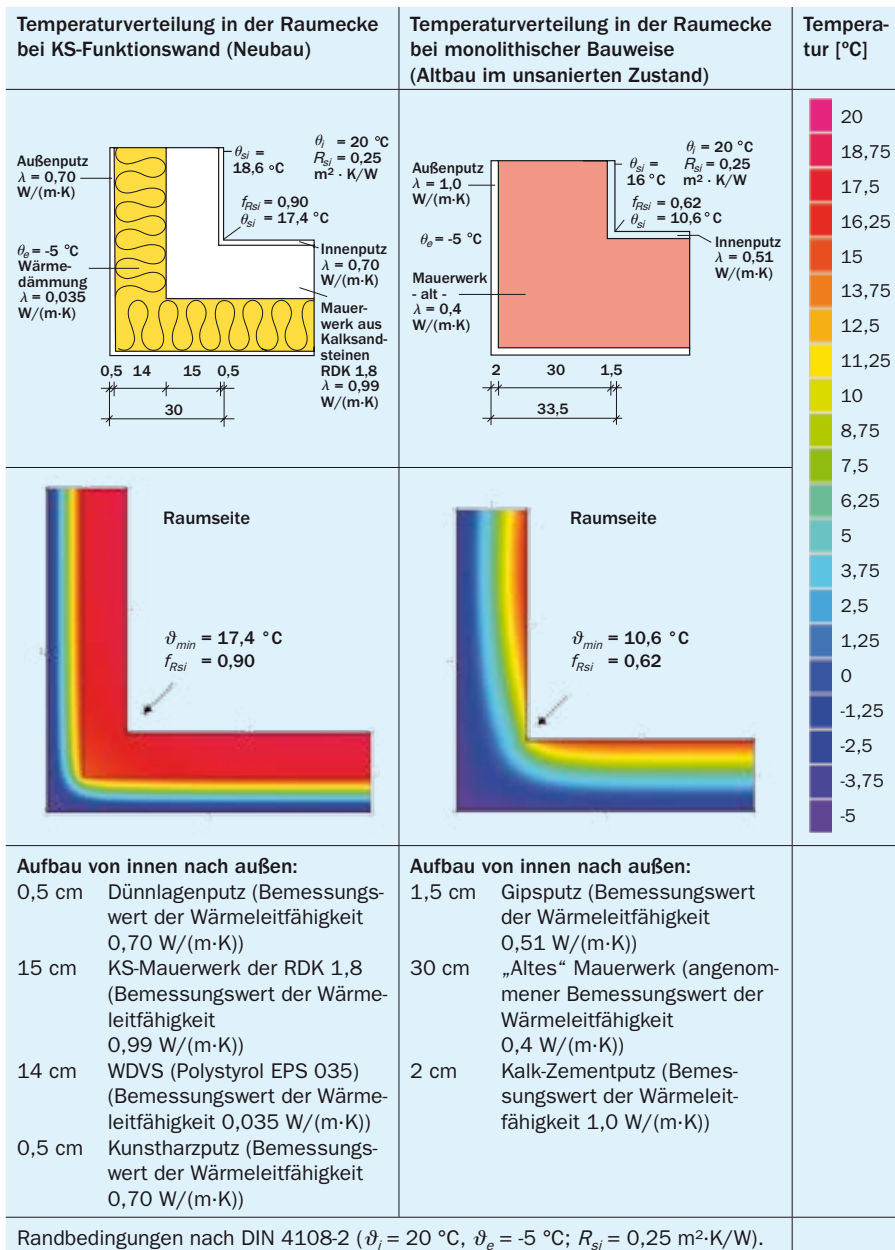 Temperaturverteilung in der Raumecke
bei KS-Funktionswand (Neubau)
Temperaturverteilung in der Raumecke
bei monolithischer Bauweise
(Altbau im unsanierten Zustand)
Tempera-
tur [°C]
Außenputz
λ = 0,70
W/(m·K)
θsi =
18,6 °C
θi = 20 °C
Rsi = 0,25
m² · K/W
fRsi = 0,90
θsi = 17,4 °C
θe = -5 °C
Wärme-
dämmung
λ = 0,035
W/(m·K)
Innenputz
λ = 0,70
W/(m·K)
Mauer-
werk aus
Kalksand-
steinen
RDK 1,8
λ = 0,99
W/(m·K)
0,5 14 15 0,5
30
Außenputz
λ = 1,0
W/(m·K)
θsi =
16 °C
θi = 20 °C
Rsi = 0,25
m² · K/W
fRsi = 0,62
θsi = 10,6 °C
θe = -5 °C
Innenputz
λ = 0,51
W/(m·K)
Mauerwerk
- alt -
λ = 0,4
W/(m·K)
2 30 1,5
33,5
20
18,75
17,5
16,25
15
13,75
12,5
11,25
10
8,75
7,5
6,25
5
3,75
2,5
1,25
0
-1,25
-2,5
-3,75
-5
Raumseite
ϑmin = 17,4 °C
fRsi = 0,90
Raumseite
ϑmin = 10,6 °C
fRsi = 0,62
Aufbau von innen nach außen:
0,5 cm Dünnlagenputz (Bemessungs-
wert der Wärmeleitfähigkeit
0,70 W/(m·K))
15 cm KS-Mauerwerk der RDK 1,8
(Bemessungswert der Wärme-
leitfähigkeit
0,99 W/(m·K))
14 cm WDVS (Polystyrol EPS 035)
(Bemessungswert der Wärme-
leitfähigkeit 0,035 W/(m·K))
0,5 cm Kunstharzputz (Bemessungs-
wert der Wärmeleitfähigkeit
0,70 W/(m·K))
Aufbau von innen nach außen:
1,5 cm Gipsputz (Bemessungswert
der Wärmeleitfähigkeit
0,51 W/(m·K))
30 cm „Altes“ Mauerwerk (angenom-
mener Bemessungswert der
Wärmeleitfähigkeit
0,4 W/(m·K))
2 cm Kalk-Zementputz (Bemes-
sungswert der Wärmeleit-
fähigkeit 1,0 W/(m·K))
Randbedingungen nach DIN 4108-2 (ϑi = 20 °C, ϑe = -5 °C; Rsi = 0,25 m²·K/W).